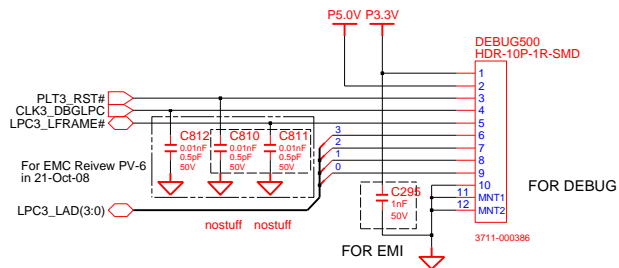 P5.0V P3.3V
DEBUG500
HDR-10P-1R-SMD
1
2
PLT3_RST# 3
CLK3_DBGLPC 4
LPC3_LFRAME# 5
3 6
2 7
1 8
0 9
10
11 MNT1
12 MNT2
C812 C810 C811
0.01nF 0.01nF 0.01nF
0.5pF 0.5pF 0.5pF
50V 50V 50V
For EMC Reivew PV-6
in 21-Oct-08
LPC3_LAD(3:0)
nostuff nostuff
C295
1nF
50V
FOR EMI
FOR DEBUG
3711-000386